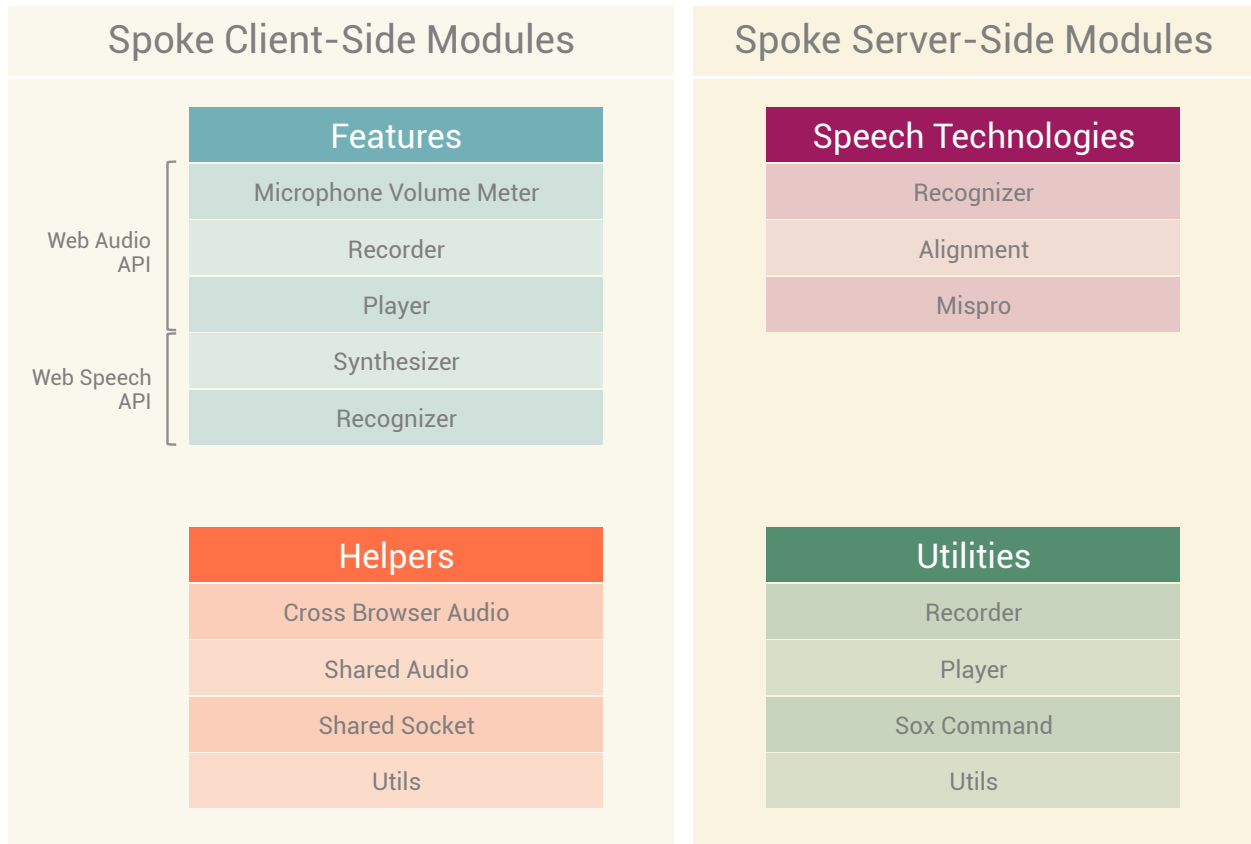 Spoke Client-Side Modules
Features
Web Audio
API
Microphone Volume Meter
Recorder
Player
Web Speech
API
Synthesizer
Recognizer
Helpers
Cross Browser Audio
Shared Audio
Shared Socket
Utils
Spoke Server-Side Modules
Speech Technologies
Recognizer
Alignment
Mispro
Utilities
Recorder
Player
Sox Command
Utils